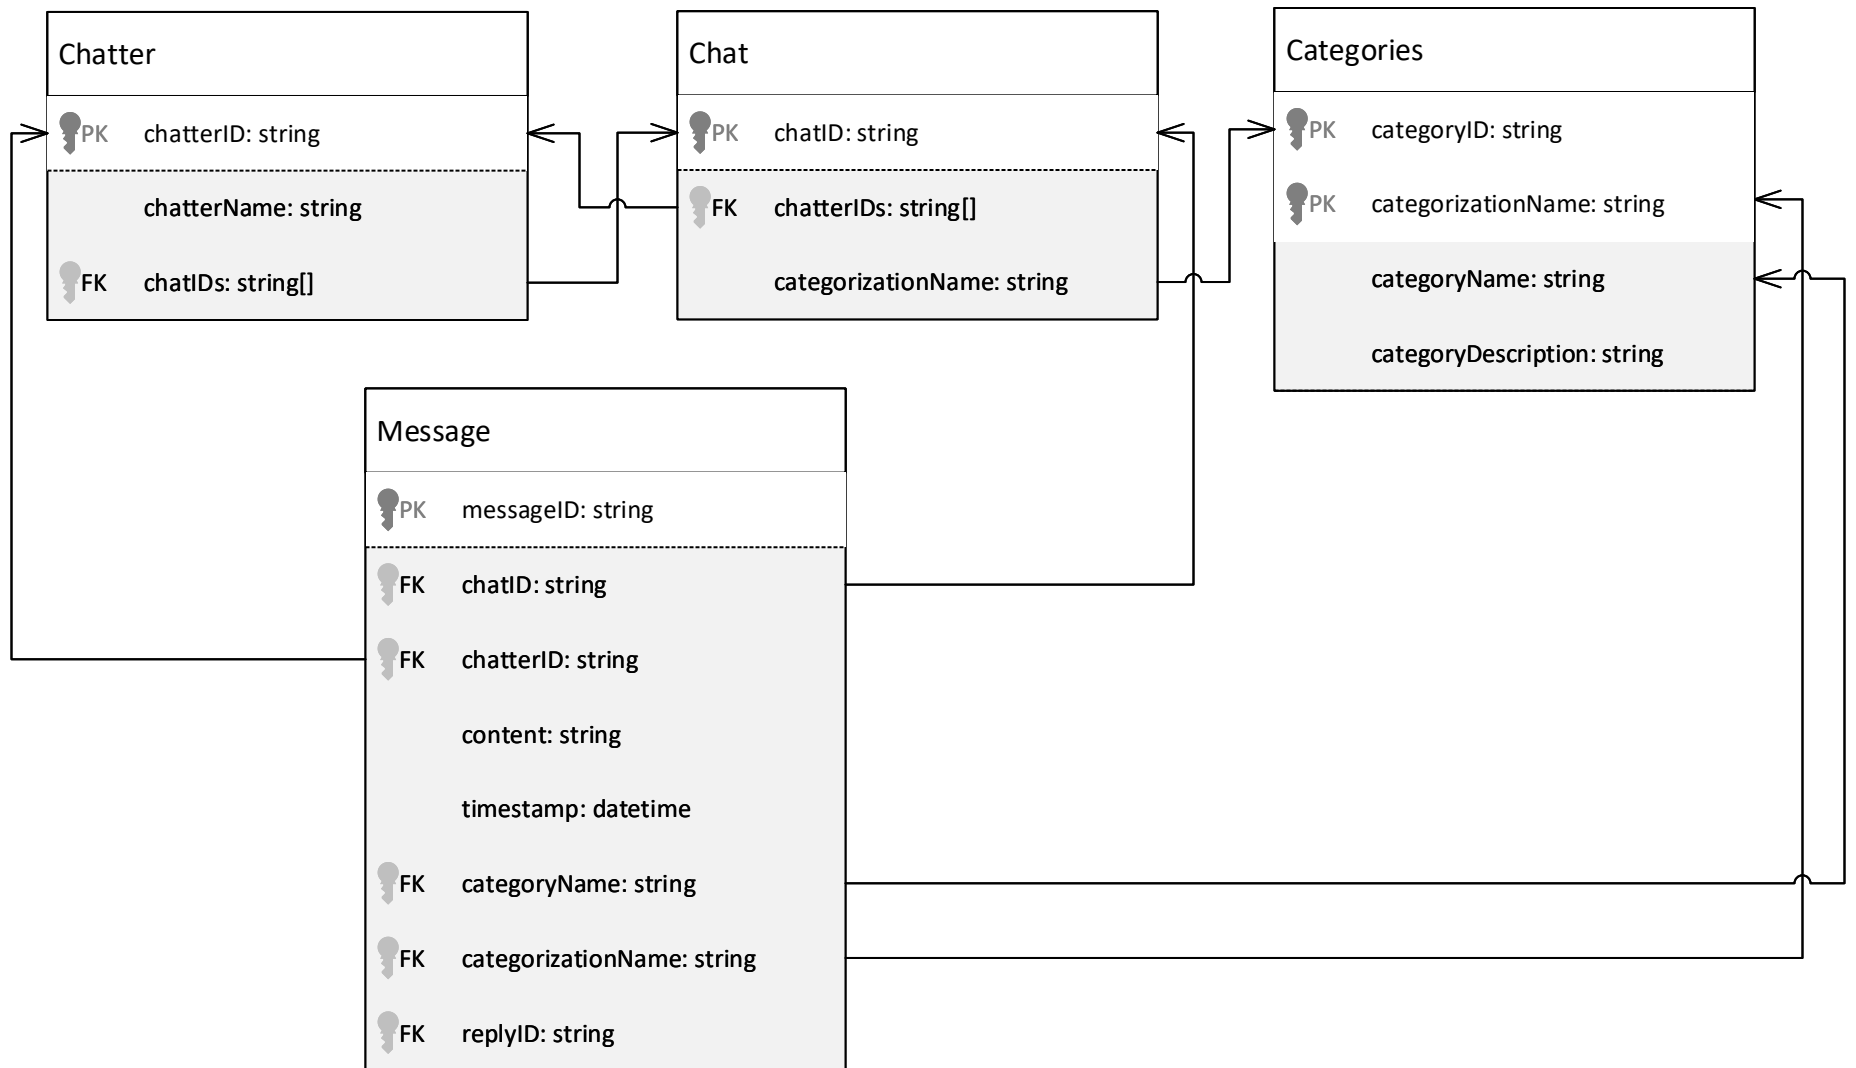 Chatter
PK chatterID: string
chatterName: string
FK chatIDs: string[]
Chat
PK chatID: string
FK chatterIDs: string[]
categorizationName: string
Categories
PK categoryID: string
PK categorizationName: string
categoryName: string
categoryDescription: string
Message
PK messageID: string
FK chatID: string
FK chatterID: string
content: string
timestamp: datetime
FK categoryName: string
FK categorizationName: string
FK replyID: string